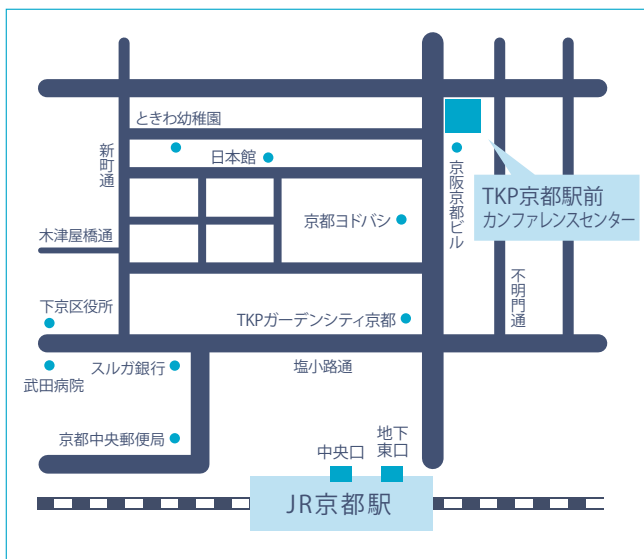 ときわ幼稚園
新町通
日本館
京阪京都ビル
TKP京都駅前
カンファレンスセンター
京都ヨドバシ
木津屋橋通
不明門通
下京区役所
TKPガーデンシティ京都
スルガ銀行
塩小路通
武田病院
京都中央郵便局
中央口
地下
東口
JR京都駅